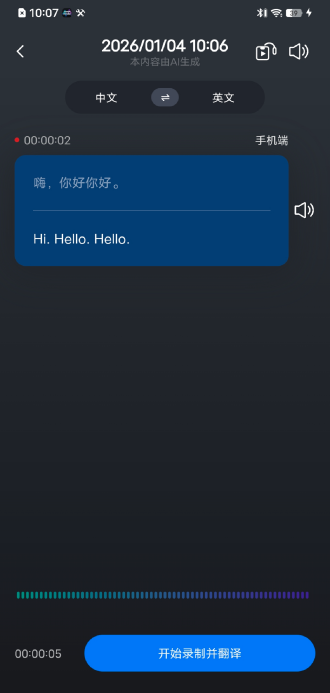 10:07
2026/01/04 10:06
本内容由AI生成
中文
英文
00:00:02
手机端
嗨，你好你好。
Hi. Hello. Hello.
00:00:05
开始录制并翻译